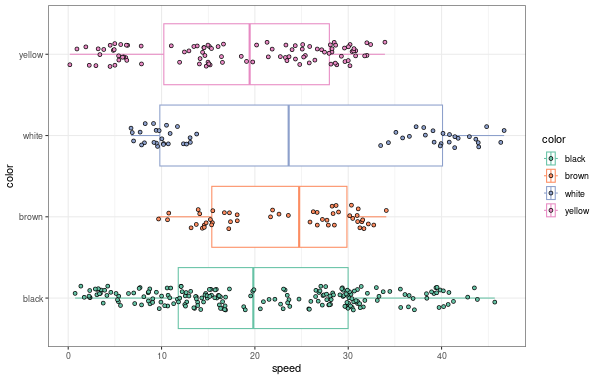 yellow
white
brown
black
color
0 10 20 30 40
speed
color
black
brown
white
yellow